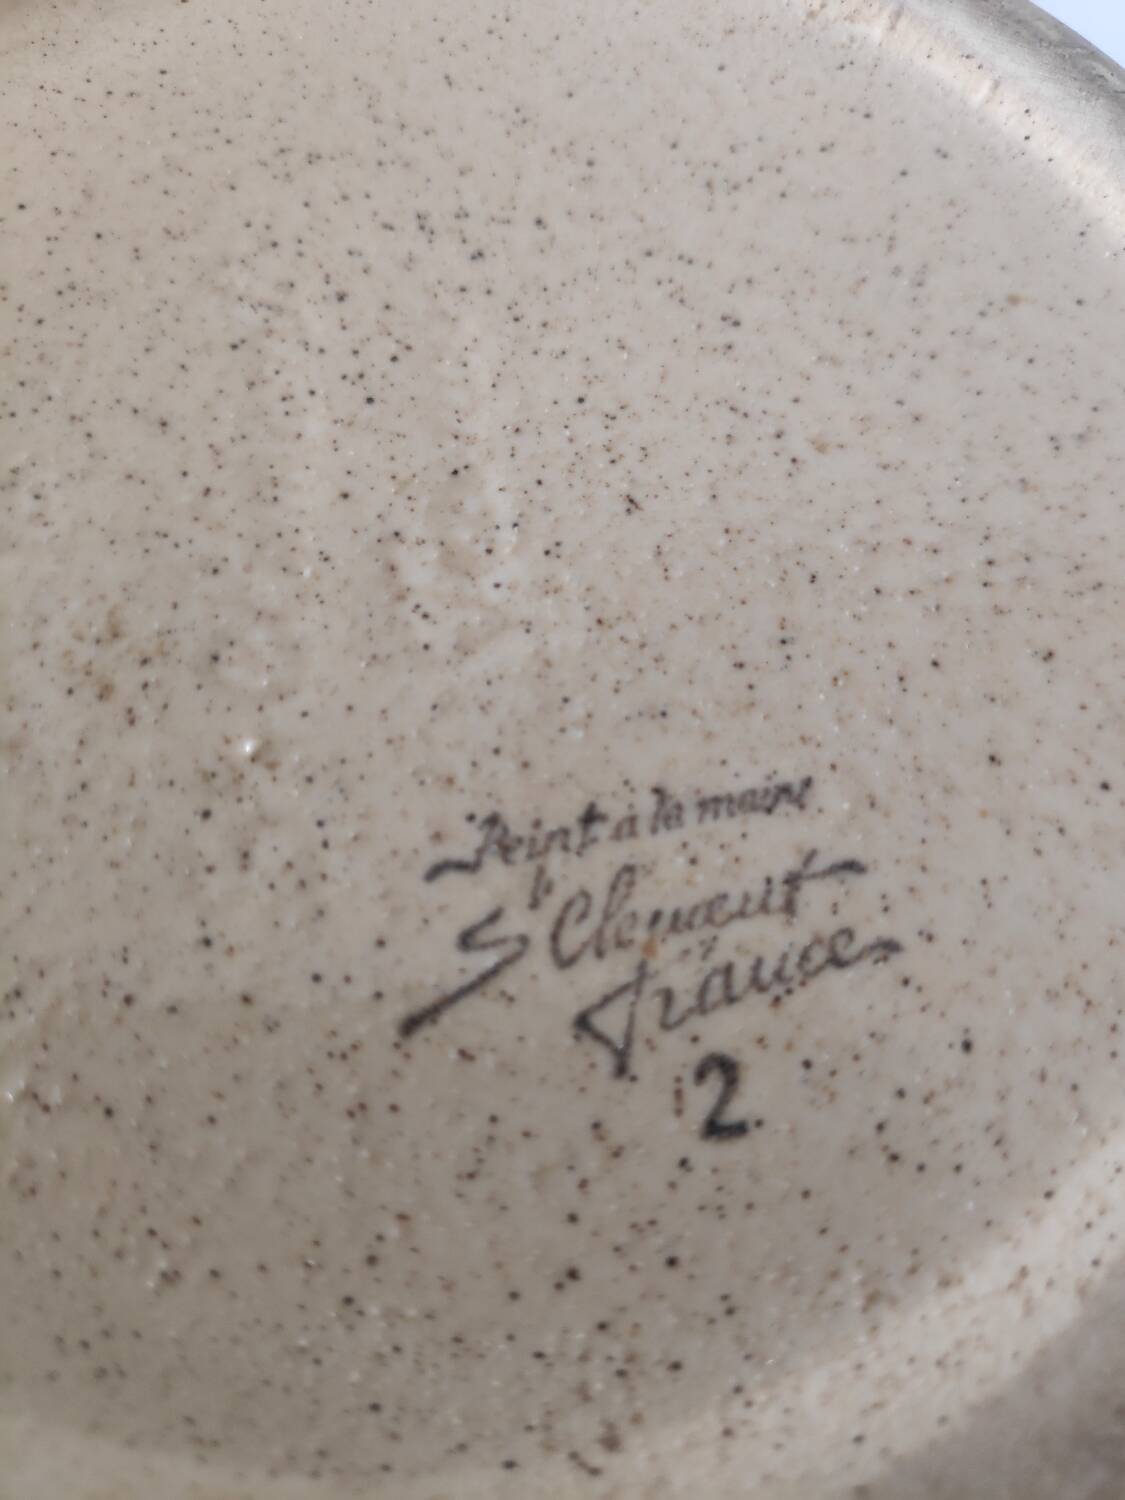 Peint à la main
St Clement
France
2